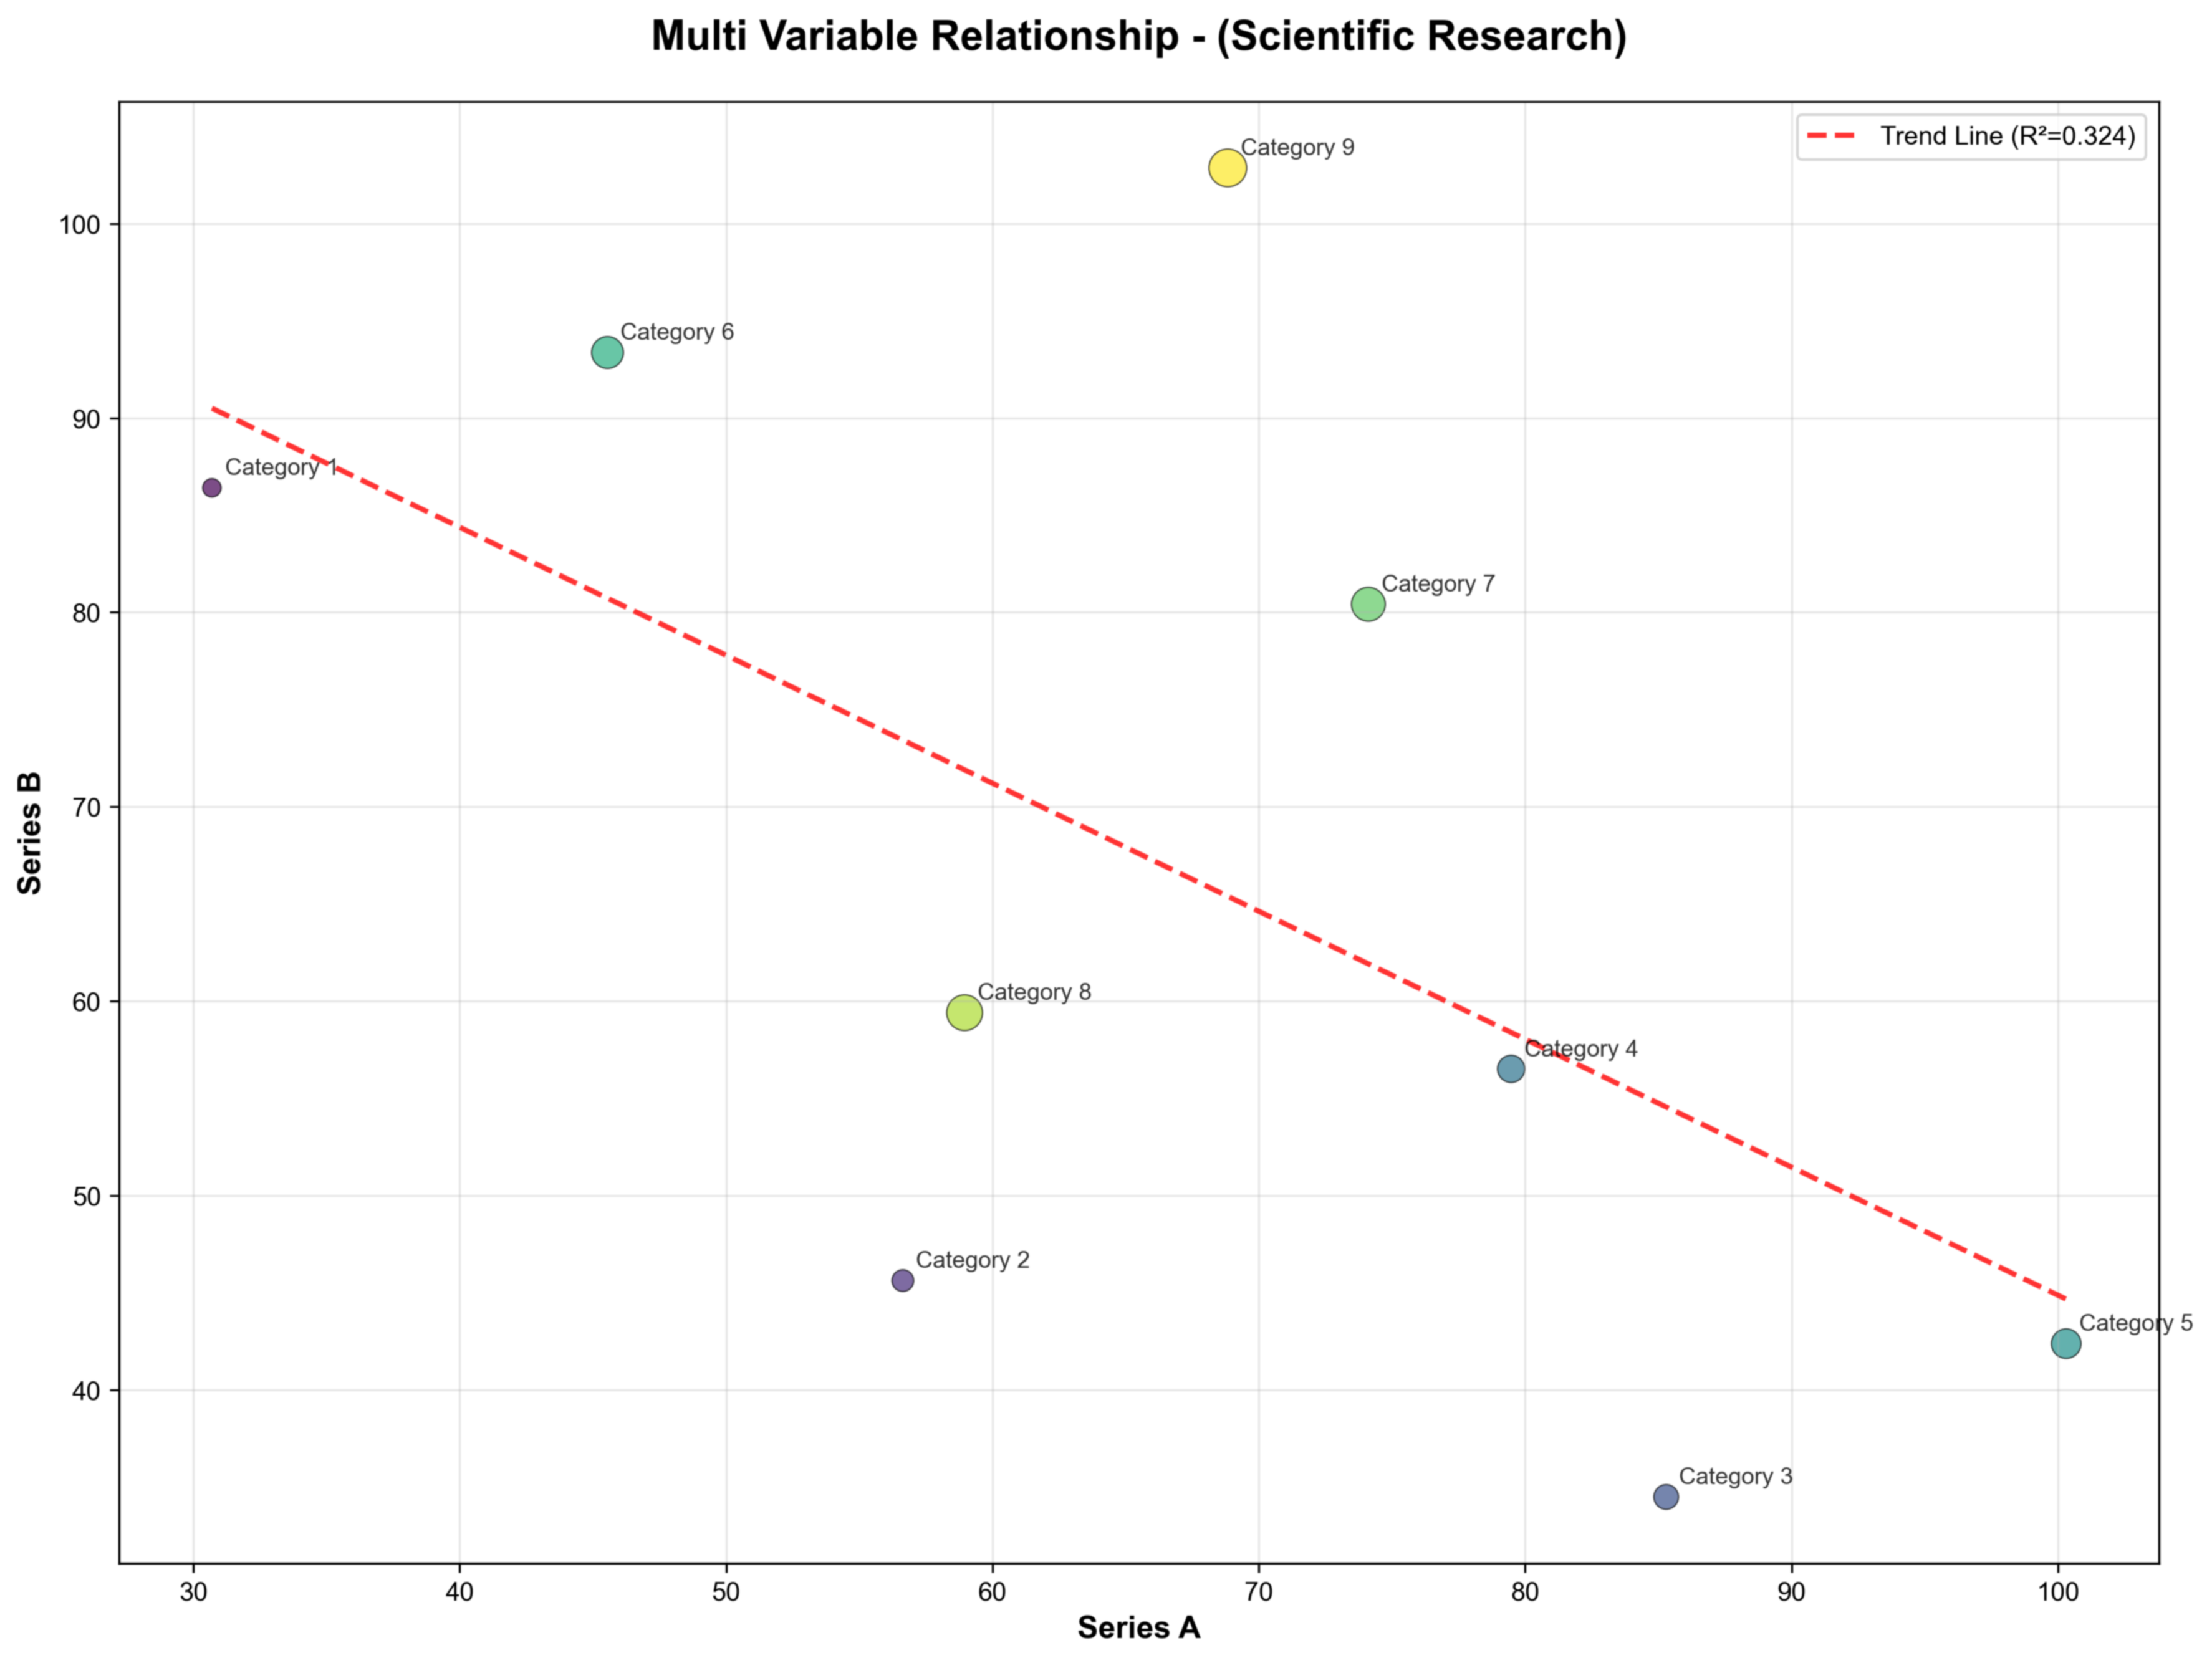 Multi Variable Relationship - (Scientific Research)
Trend Line (R²=0.324)
Category 9
Category 6
Category 1
Category 7
Category 8
Category 4
Category 2
Category 5
Category 3
100
90
80
70
60
50
40
Series B
30 40 50 60 70 80 90 100
Series A